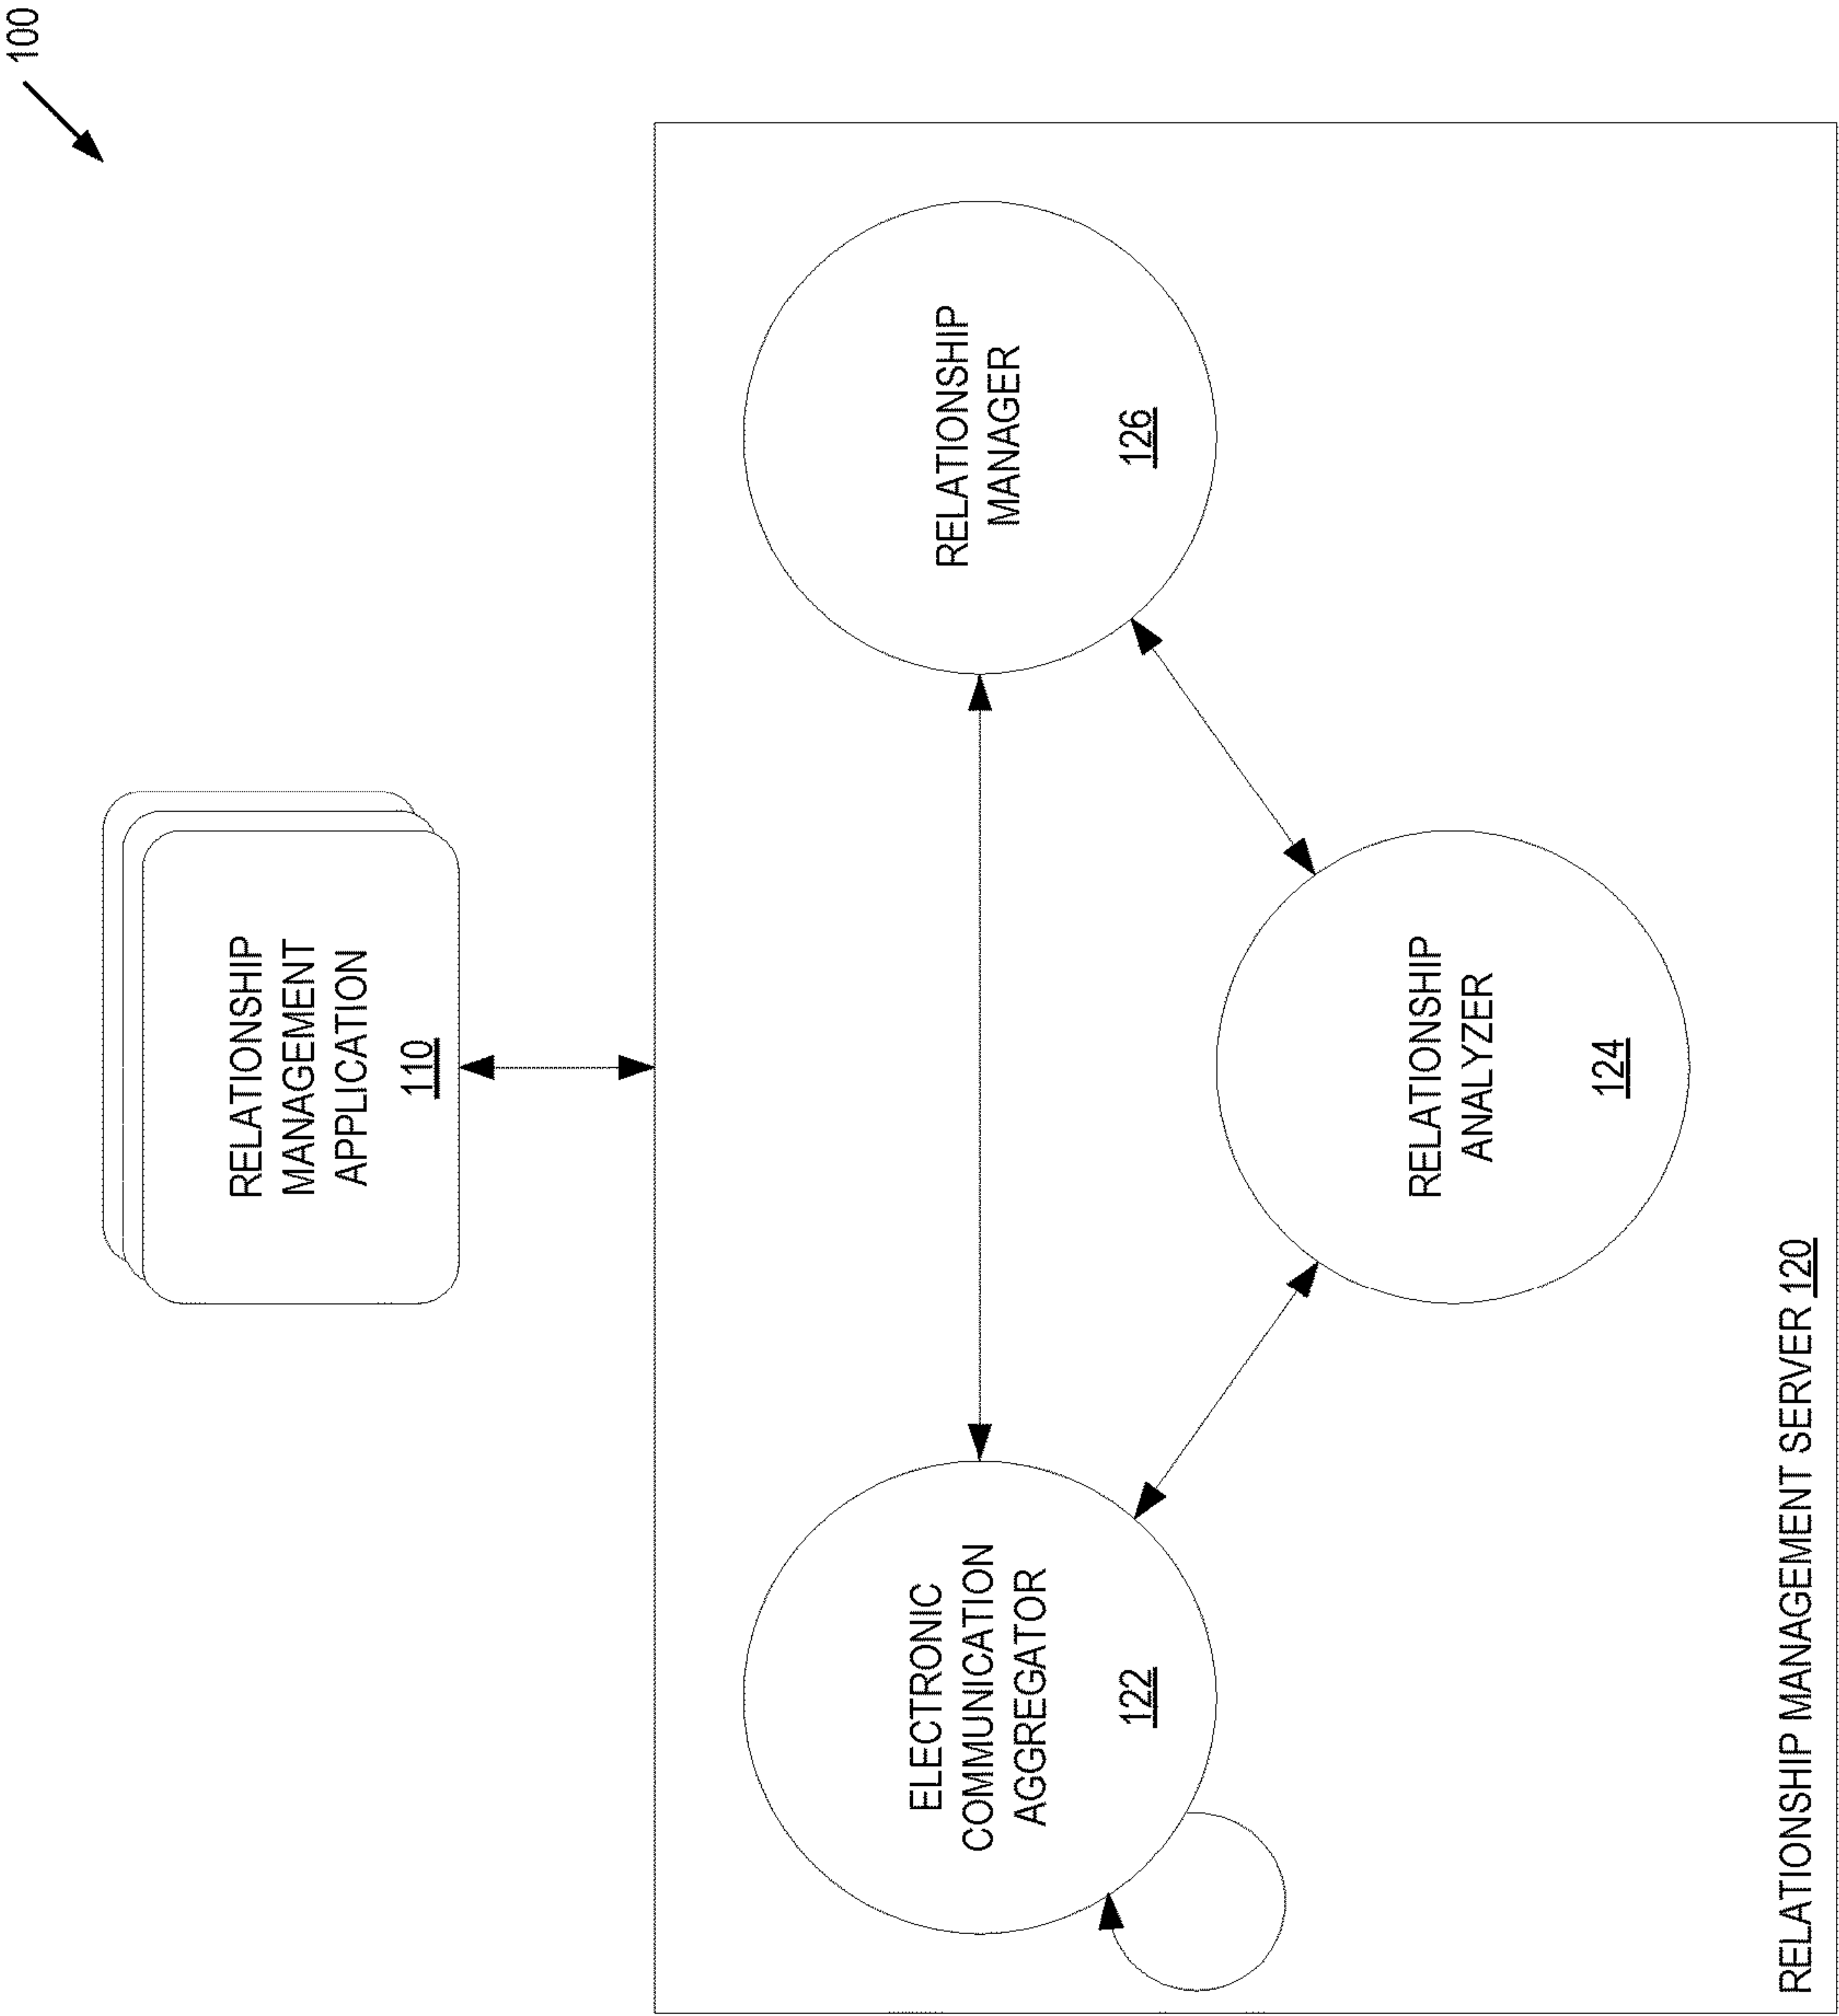 100
RELATIONSHIP
MANAGEMENT
APPLICATION
110
ELECTRONIC
COMMUNICATION
AGGREGATOR
122
RELATIONSHIP
MANAGER
126
RELATIONSHIP
ANALYZER
124
RELATIONSHIP MANAGEMENT SERVER 120